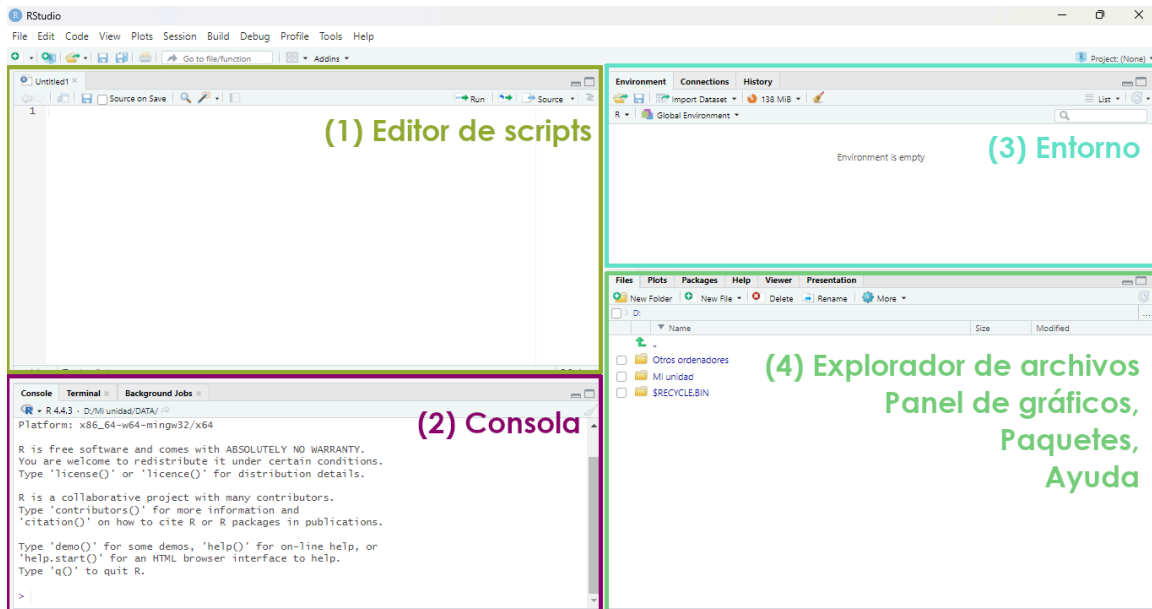 RStudio
File Edit Code View Plots Session Build Debug Profile Tools Help
Go to file/function Addins Project: (None)
Untitled1
Source on Save Run Source
1
(1) Editor de scripts
Console Terminal Background Jobs
R 4.4.3 · D:/Mi unidad/DATA/
(2) Consola
Platform: x86_64-w64-mingw32/x64
R is free software and comes with ABSOLUTELY NO WARRANTY.
You are welcome to redistribute it under certain conditions.
Type 'license()' or 'licence()' for distribution details.
R is a collaborative project with many contributors.
Type 'contributors()' for more information and
'citation()' on how to cite R or R packages in publications.
Type 'demo()' for some demos, 'help()' for on-line help, or
'help.start()' for an HTML browser interface to help.
Type 'q()' to quit R.
>
Environment Connections History
Import Dataset 138 MiB List
R Global Environment
Environment is empty
(3) Entorno
Files Plots Packages Help Viewer Presentation
New Folder New File Delete Rename More
D:
Name Size Modified
..
Otros ordenadores
Mi unidad
$RECYCLE.BIN
(4) Explorador de archivos
Panel de gráficos,
Paquetes,
Ayuda